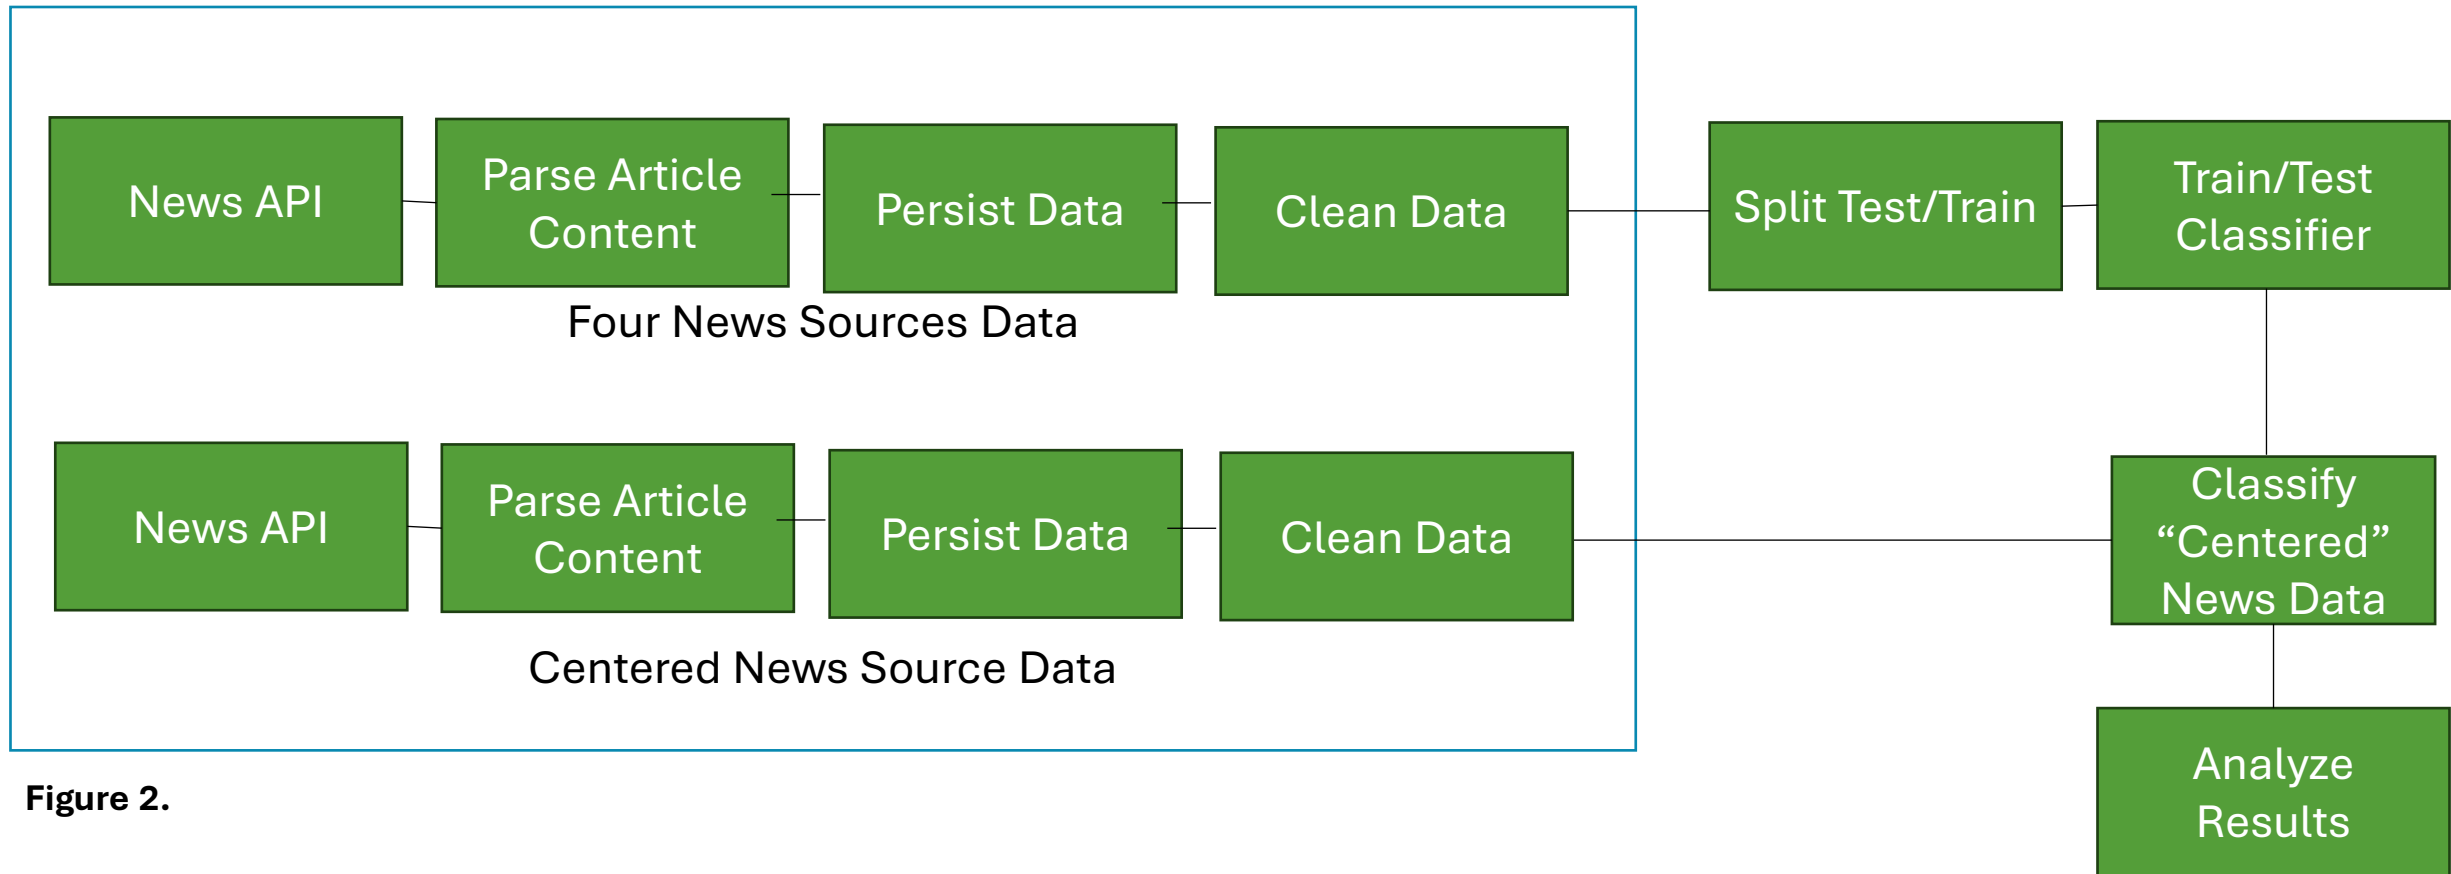 News API
Parse Article
Content
Persist Data
Clean Data
Split Test/Train
Train/Test
Classifier
Four News Sources Data
News API
Parse Article
Content
Persist Data
Clean Data
Classify
“Centered”
News Data
Centered News Source Data
Analyze
Results
Figure 2.